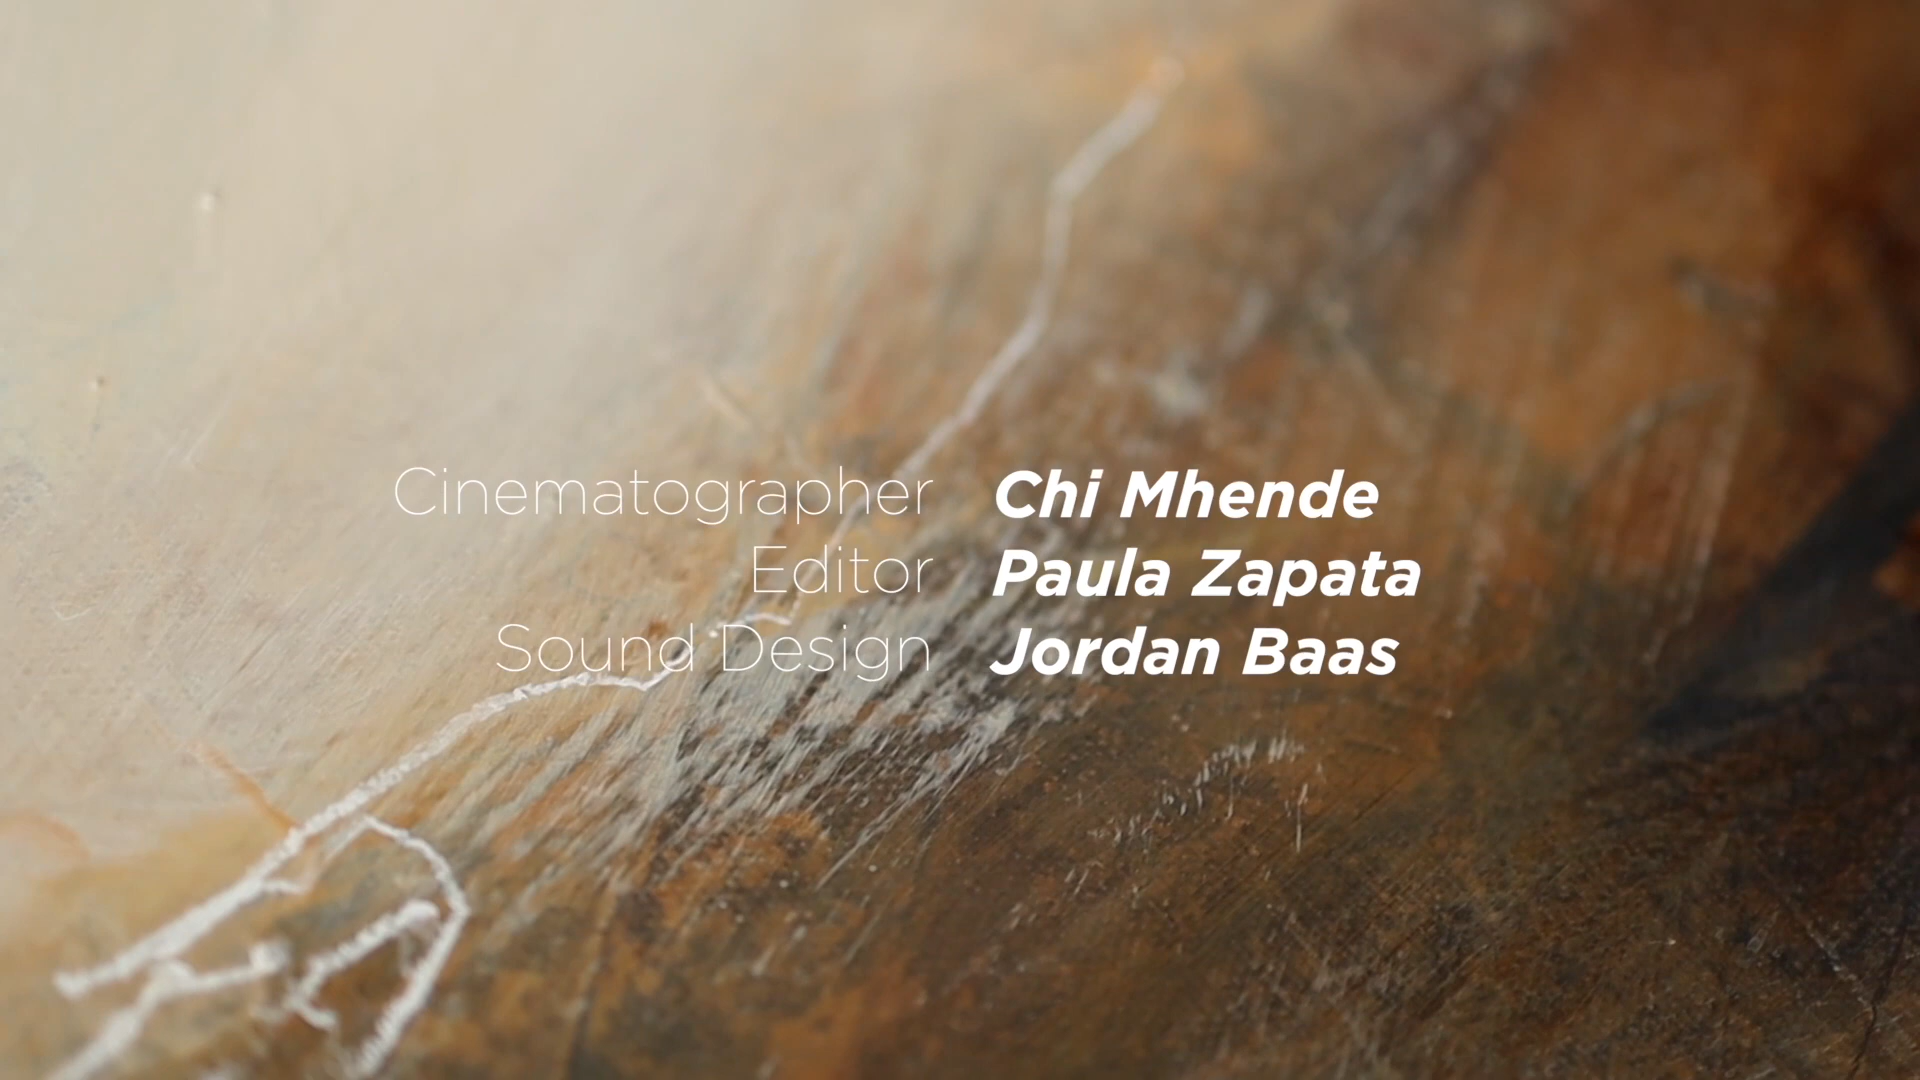 Cinematographer Chi Mhende
Editor Paula Zapata
Sound Design Jordan Baas